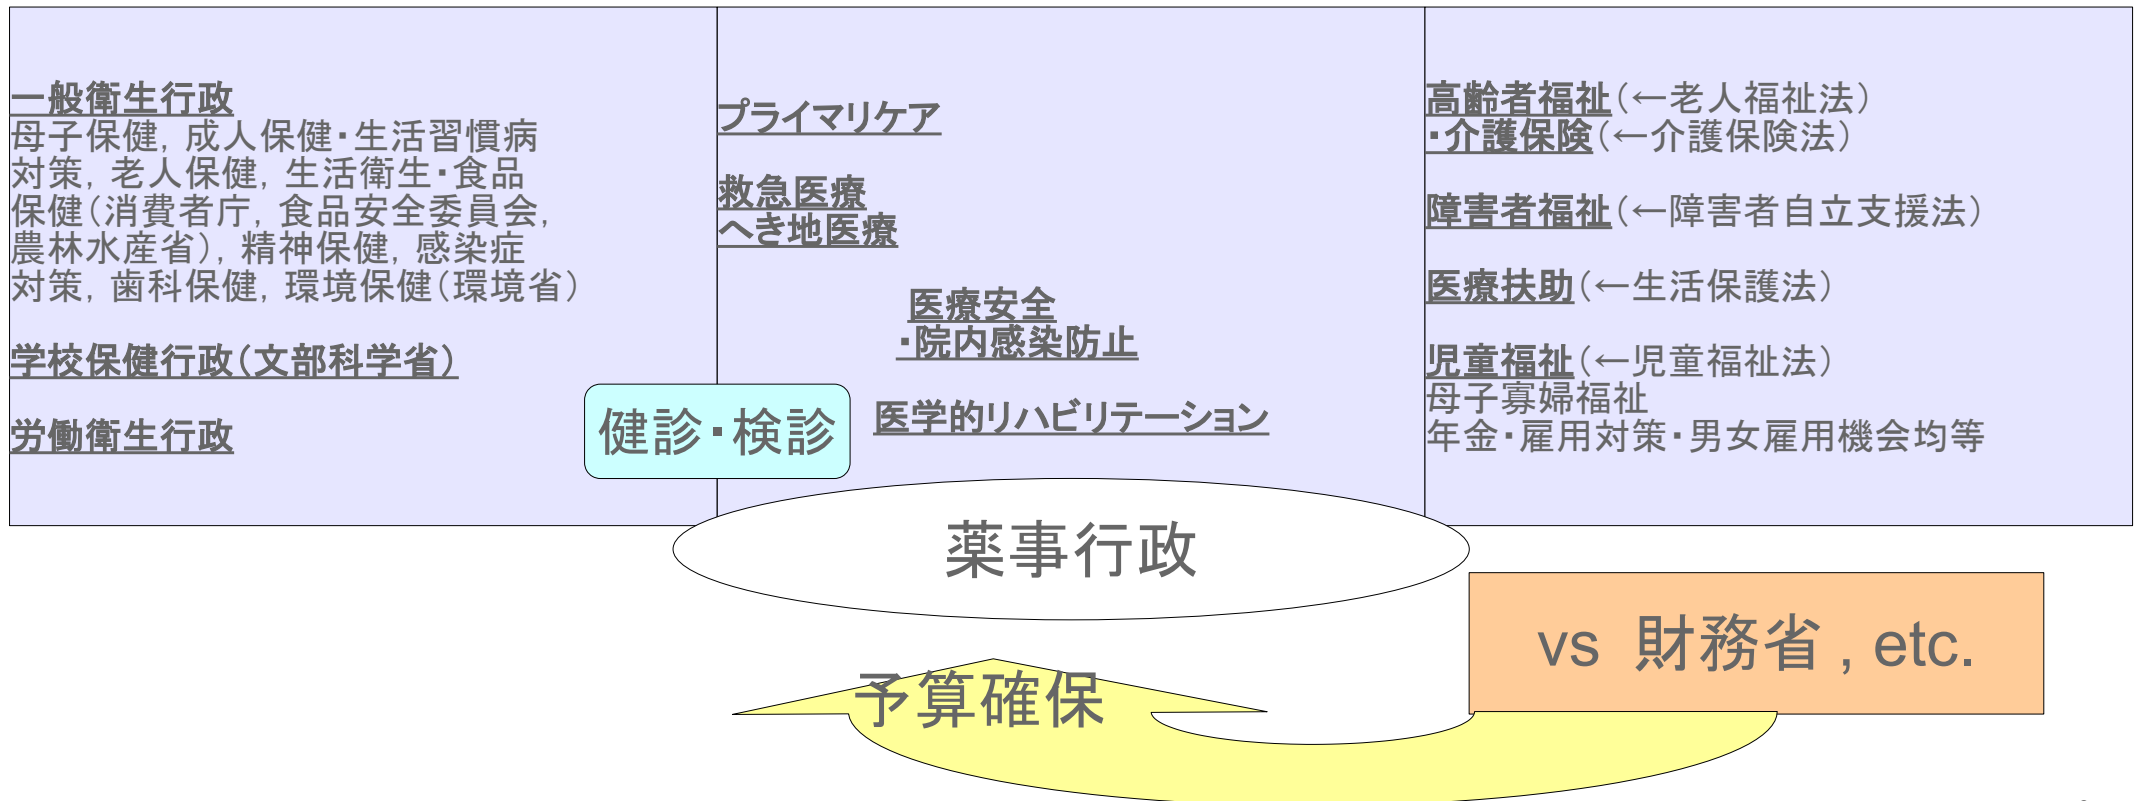 一般衛生行政
母子保健, 成人保健・生活習慣病
対策, 老人保健, 生活衛生・食品
保健(消費者庁, 食品安全委員会,
農林水産省), 精神保健, 感染症
対策, 歯科保健, 環境保健(環境省)
学校保健行政(文部科学省)
労働衛生行政
プライマリケア
救急医療
へき地医療
医療安全
・院内感染防止
医学的リハビリテーション
高齢者福祉(←老人福祉法)
・介護保険(←介護保険法)
障害者福祉(←障害者自立支援法)
医療扶助(←生活保護法)
児童福祉(←児童福祉法)
母子寡婦福祉
年金・雇用対策・男女雇用機会均等
健診・検診
薬事行政
vs 財務省, etc.
予算確保